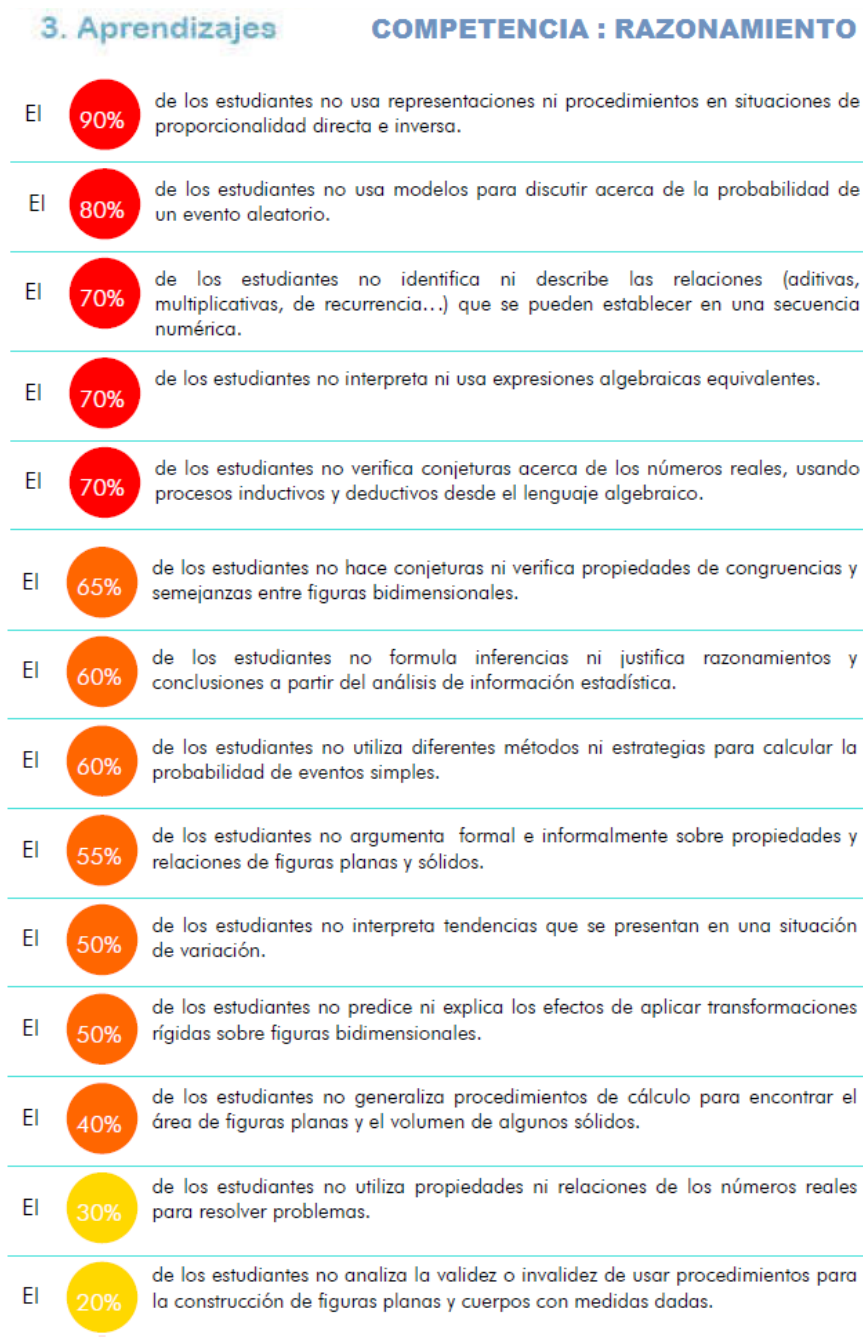 3. Aprendizajes COMPETENCIA : RAZONAMIENTO
El 90% de los estudiantes no usa representaciones ni procedimientos en situaciones de
proporcionalidad directa e inversa.
El 80% de los estudiantes no usa modelos para discutir acerca de la probabilidad de
un evento aleatorio.
El 70% de los estudiantes no identifica ni describe las relaciones (aditivas,
multiplicativas, de recurrencia...) que se pueden establecer en una secuencia
numérica.
El 70% de los estudiantes no interpreta ni usa expresiones algebraicas equivalentes.
El 70% de los estudiantes no verifica conjeturas acerca de los números reales, usando
procesos inductivos y deductivos desde el lenguaje algebraico.
El 65% de los estudiantes no hace conjeturas ni verifica propiedades de congruencias y
semejanzas entre figuras bidimensionales.
El 60% de los estudiantes no formula inferencias ni justifica razonamientos y
conclusiones a partir del análisis de información estadística.
El 60% de los estudiantes no utiliza diferentes métodos ni estrategias para calcular la
probabilidad de eventos simples.
El 55% de los estudiantes no argumenta formal e informalmente sobre propiedades y
relaciones de figuras planas y sólidos.
El 50% de los estudiantes no interpreta tendencias que se presentan en una situación
de variación.
El 50% de los estudiantes no predice ni explica los efectos de aplicar transformaciones
rígidas sobre figuras bidimensionales.
El 40% de los estudiantes no generaliza procedimientos de cálculo para encontrar el
área de figuras planas y el volumen de algunos sólidos.
El 30% de los estudiantes no utiliza propiedades ni relaciones de los números reales
para resolver problemas.
El 20% de los estudiantes no analiza la validez o invalidez de usar procedimientos para
la construcción de figuras planas y cuerpos con medidas dadas.